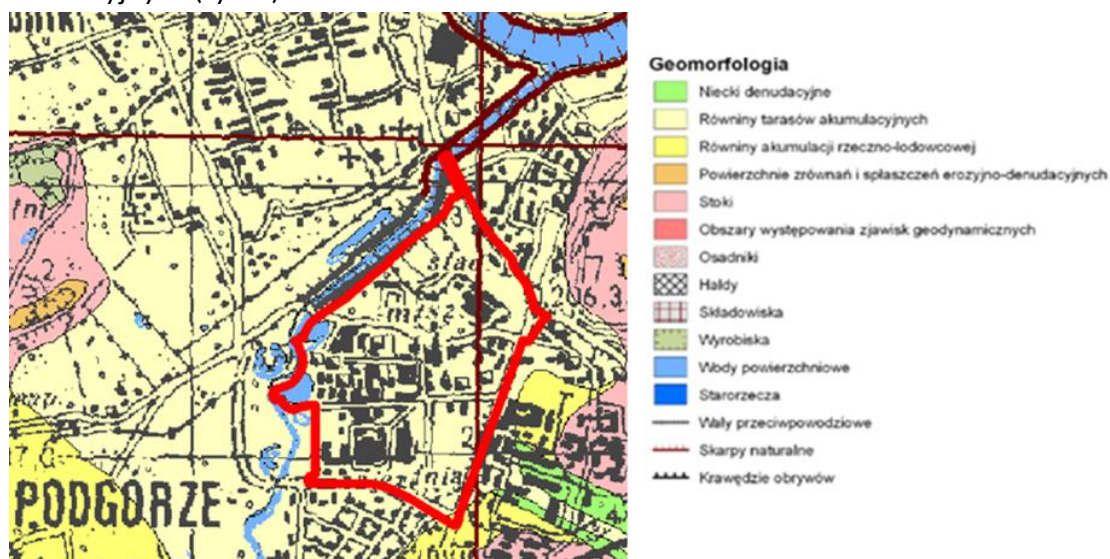 PODGÓRZE
Geomorfologia
Niecki denudacyjne
Równiny tarasów akumulacyjnych
Równiny akumulacji rzeczno-lodowcowej
Powierzchnie zrównań i spłaszczeń erozyjno-denudacyjnych
Stoki
Obszary występowania zjawisk geodynamicznych
Osadniki
Hałdy
Składowiska
Wyrobiska
Wody powierzchniowe
Starorzecza
Wały przeciwpowodziowe
Skarpy naturalne
Krawędzie obrywów